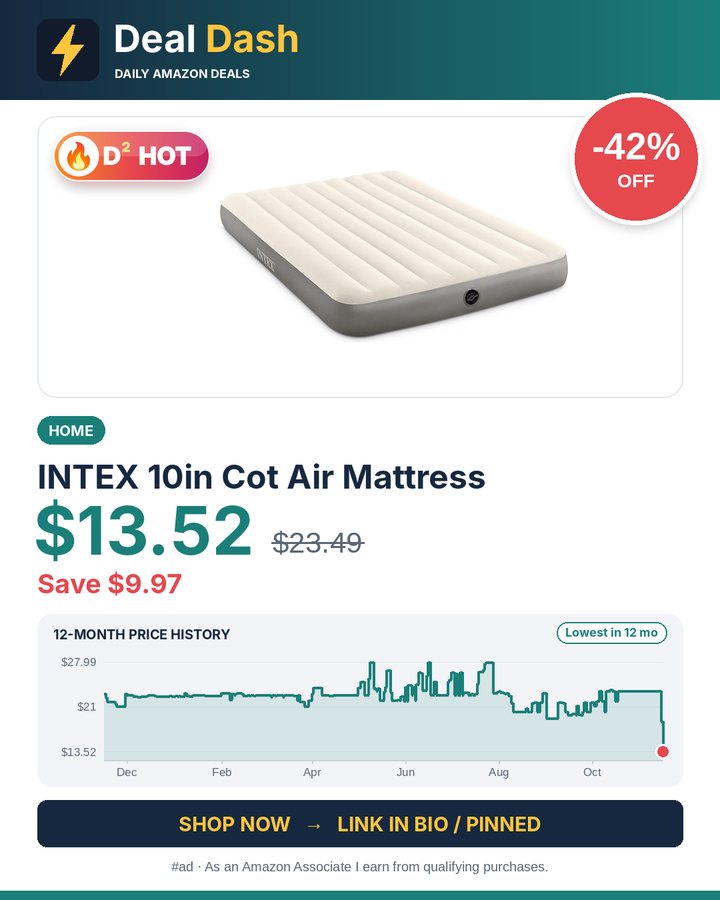 Deal Dash
DAILY AMAZON DEALS
D² HOT
-42%
OFF
INTEX
HOME
INTEX 10in Cot Air Mattress
$13.52 $23.49
Save $9.97
12-MONTH PRICE HISTORY
Lowest in 12 mo
$27.99
$21
$13.52
Dec Feb Apr Jun Aug Oct
SHOP NOW → LINK IN BIO / PINNED
#ad · As an Amazon Associate I earn from qualifying purchases.